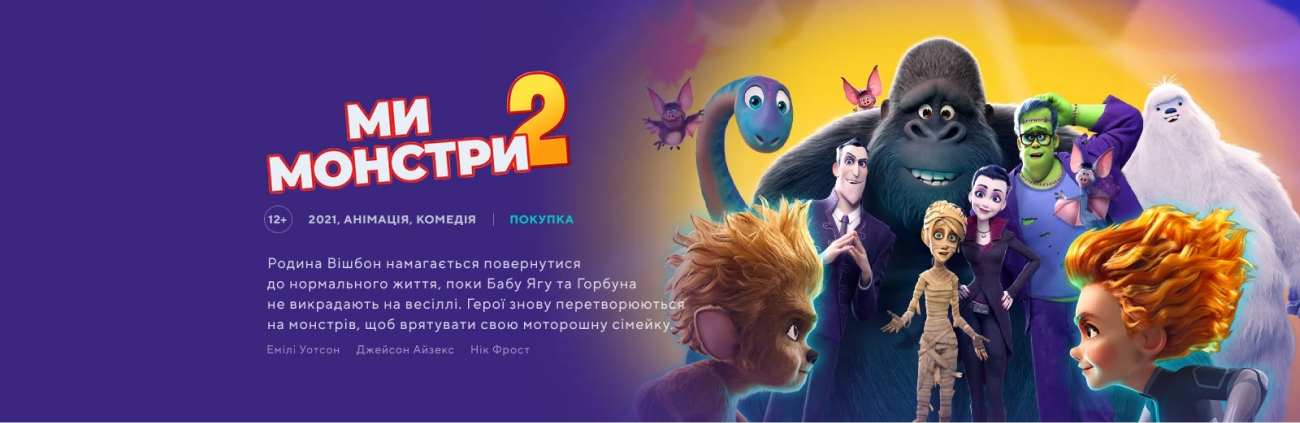 МИ
МОНСТРИ2
12+ 2021, АНІМАЦІЯ, КОМЕДІЯ | ПОКУПКА
Родина Вішбон намагається повернутися
до нормального життя, поки Бабу Ягу та Горбуна
не викрадають на весіллі. Герої знову перетворюються
на монстрів, щоб врятувати свою моторошну сімейку.
Емілі Уотсон Джейсон Айзекс Нік Фрост